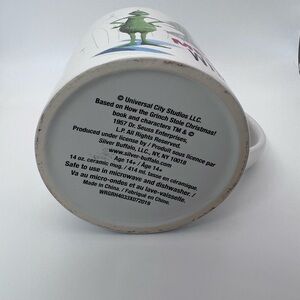 © Universal City Studios LLC.
Based on How the Grinch Stole Christmas!
book and characters TM & ©
1957 Dr. Seuss Enterprises,
L.P. All Rights Reserved.
Produced under license by / Produit sous licence par
Silver Buffalo, LLC., NY, NY 10018
www.silver-buffalo.com
Age 14+ / Âge 14+
14 oz. ceramic mug. / 414 ml. tasse en céramique.
Safe to use in microwave and dishwasher /
Va au micro-ondes et au lave-vaisselle.
Made in China. / Fabriqué en Chine.